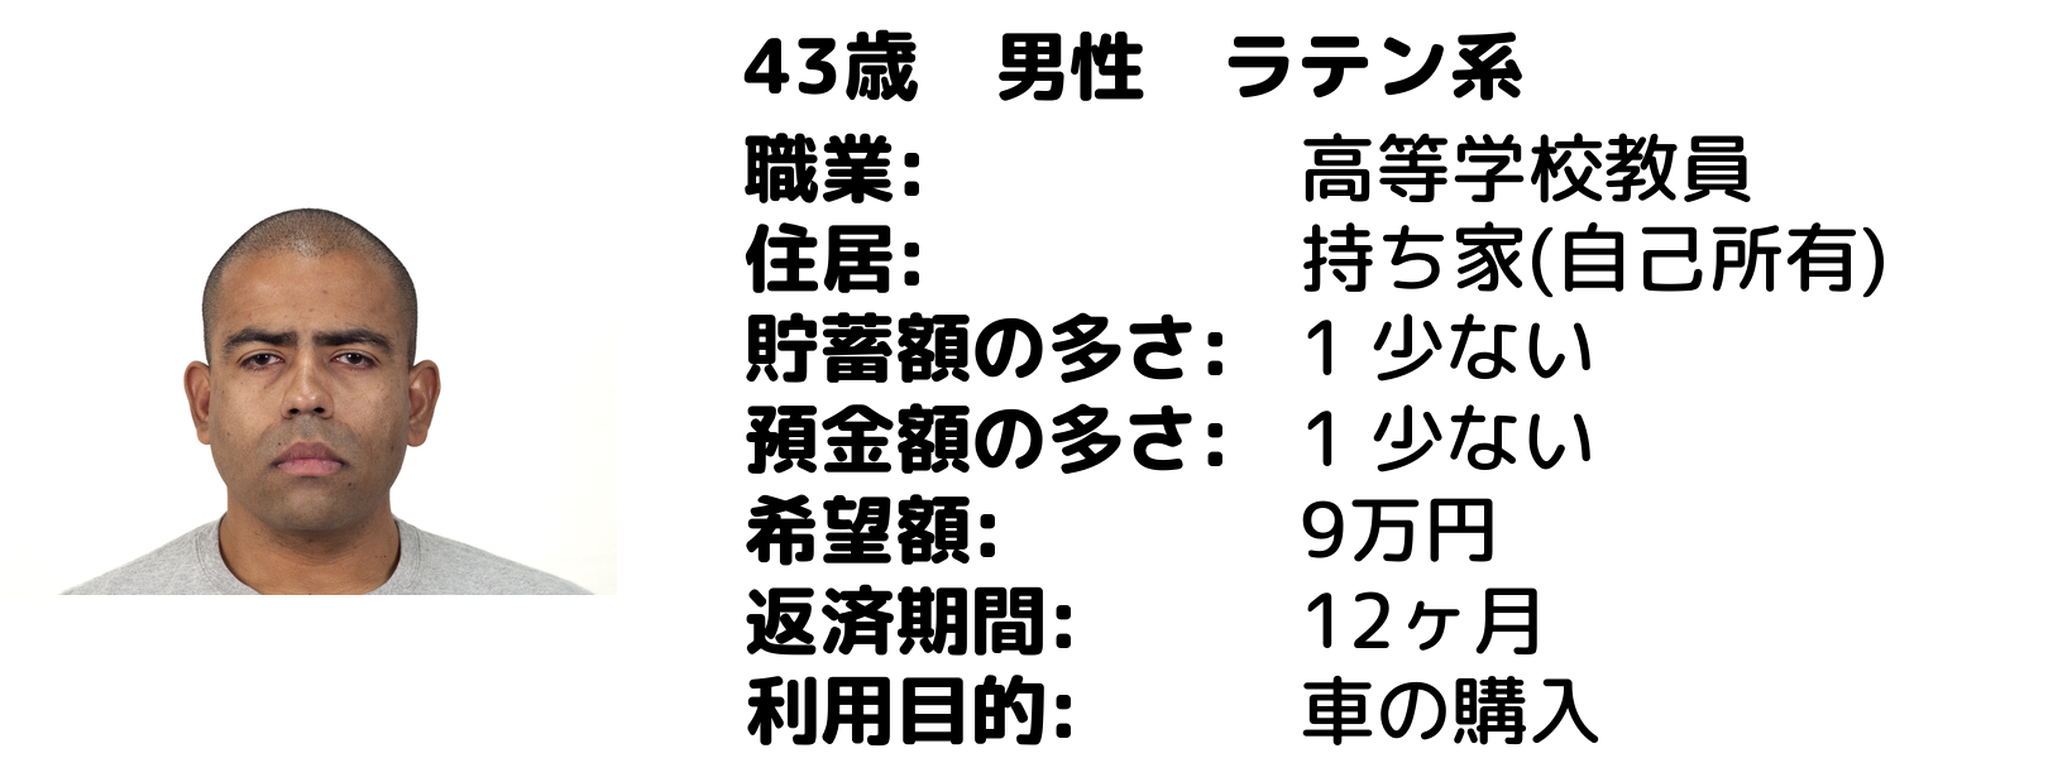 43歳　男性　ラテン系
職業: 高等学校教員
住居: 持ち家(自己所有)
貯蓄額の多さ: 1 少ない
預金額の多さ: 1 少ない
希望額: 9万円
返済期間: 12ヶ月
利用目的: 車の購入